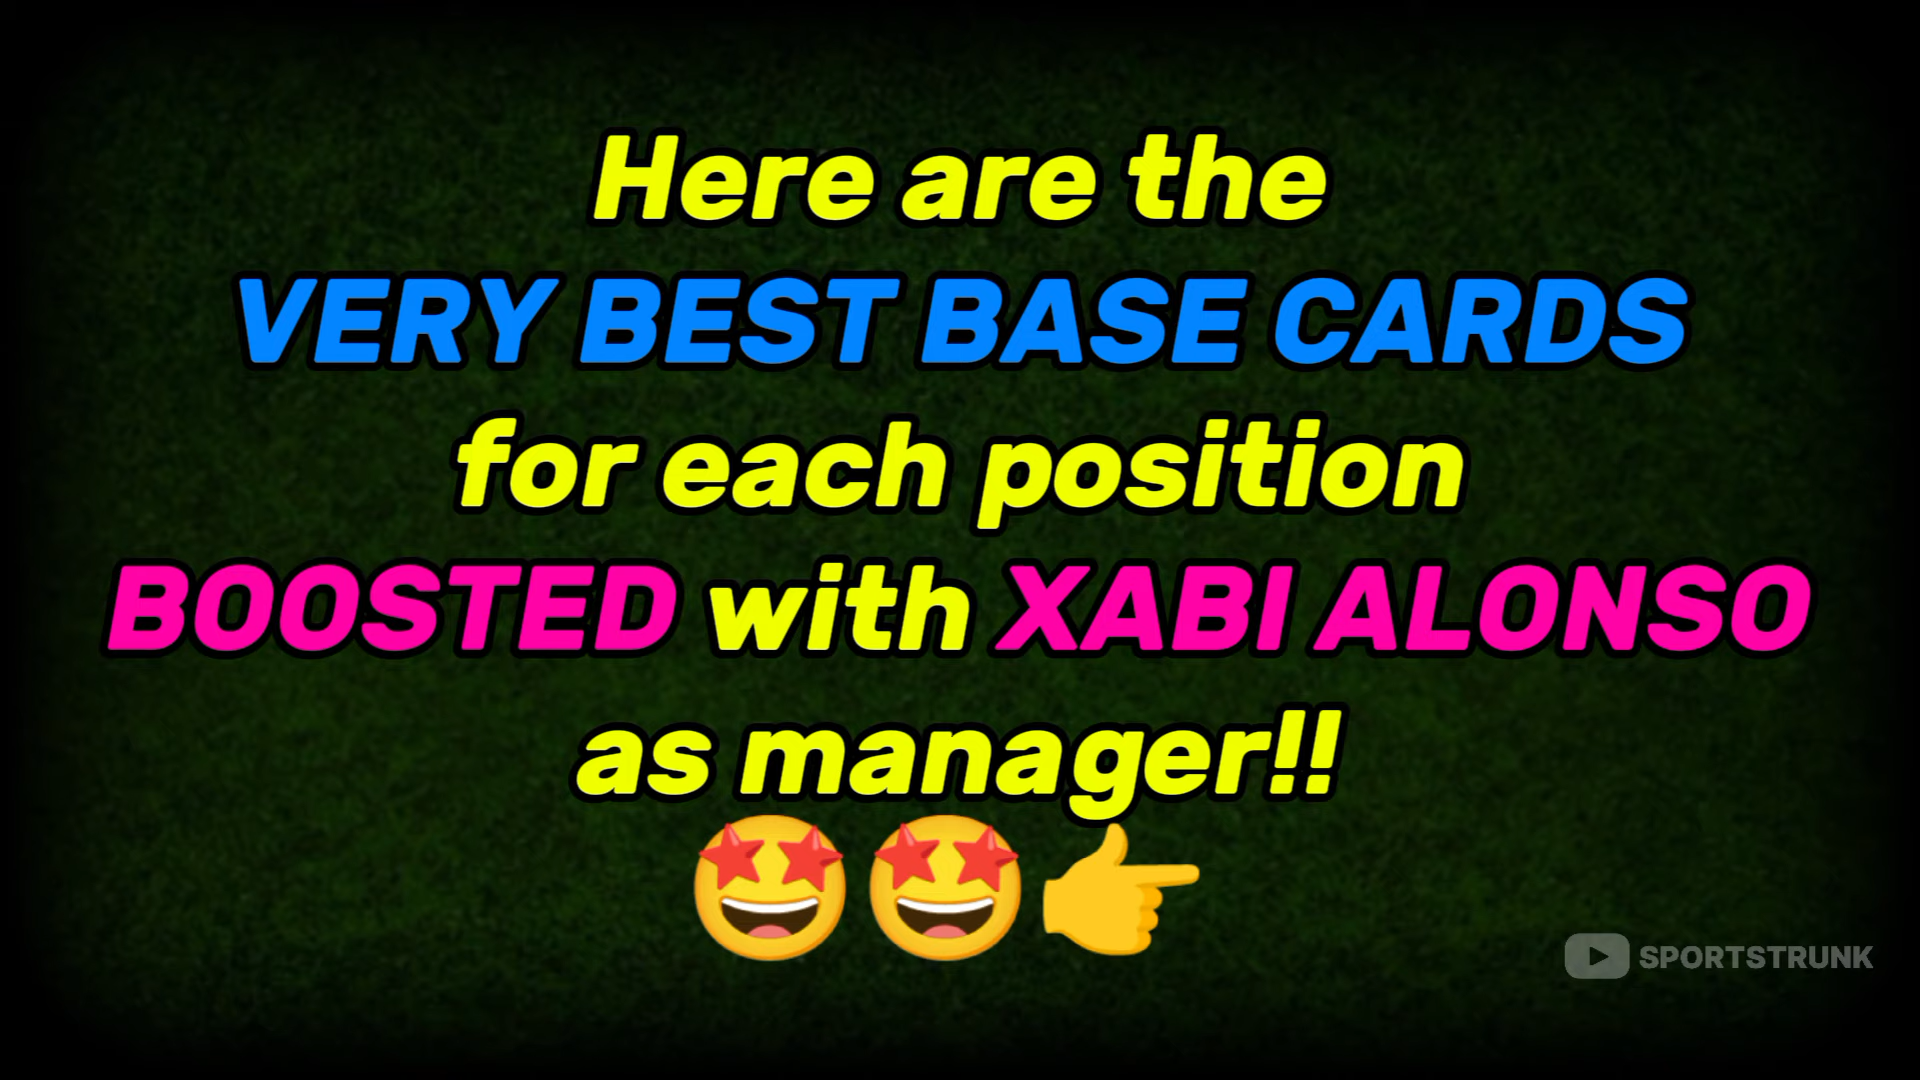 Here are the
VERY BEST BASE CARDS
for each position
BOOSTED with XABI ALONSO
as manager!!
SPORTSTRUNK